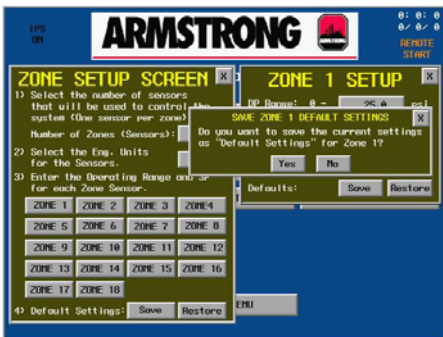 IPS
ON
ARMSTRONG
ARMSTRONG
0: 0: 0
0/ 0/ 0
REMOTE
START
ZONE SETUP SCREEN X
1) Select the number of sensors
that will be used to control the
system (One sensor per zone)
Number of Zones (Sensors):
2) Select the Eng. Units
for the Sensors.
3) Enter the Operating Range and SP
for each Zone Sensor.
ZONE 1 ZONE 2 ZONE 3 ZONE4
ZONE 5 ZONE 6 ZONE 7 ZONE 8
ZONE 9 ZONE 10 ZONE 11 ZONE 12
ZONE 13 ZONE 14 ZONE 15 ZONE 16
ZONE 17 ZONE 18
4) Default Settings: Save Restore
ZONE 1 SETUP X
DP Range: 0 - 25.0 psi
SAVE ZONE 1 DEFAULT SETTINGS X
Do you want to save the current settings
as "Default Settings" for Zone 1?
Yes No
Defaults: Save Restore
ENU